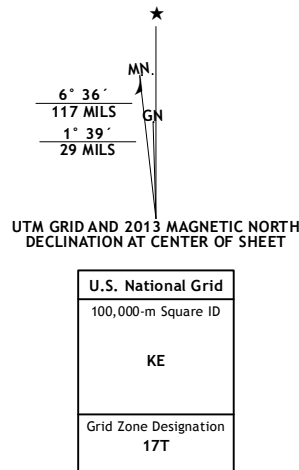 MN.
6° 36´
117 MILS
GN
1° 39´
29 MILS
UTM GRID AND 2013 MAGNETIC NORTH
DECLINATION AT CENTER OF SHEET
U.S. National Grid
100,000-m Square ID
KE
Grid Zone Designation
17T